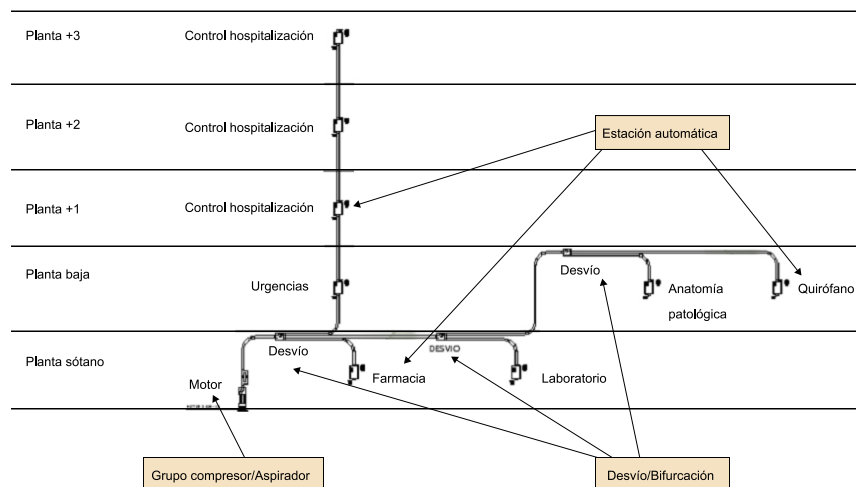 Planta +3
Control hospitalización
Planta +2
Control hospitalización
Estación automática
Planta +1
Control hospitalización
Planta baja
Urgencias
Desvío
Anatomía
patológica
Quirófano
Planta sótano
Desvío
DESVIO
Motor
Farmacia
Laboratorio
Grupo compresor/Aspirador
Desvío/Bifurcación